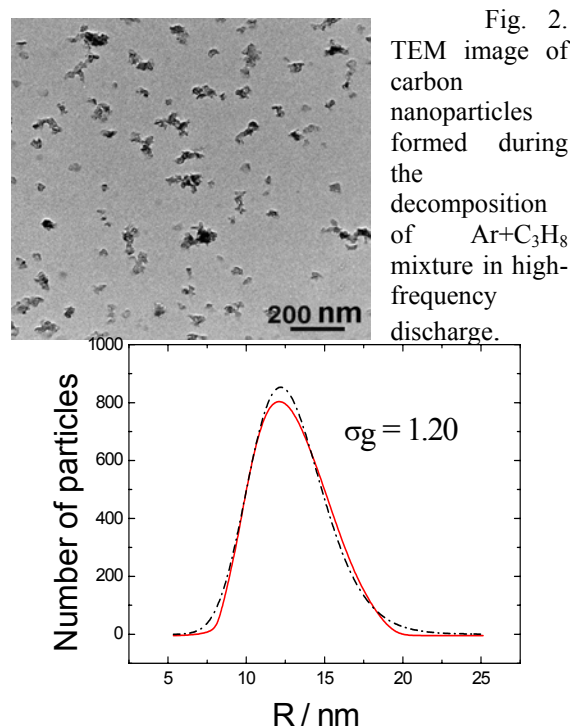 Fig. 2.
TEM image of
carbon
nanoparticles
formed during
the
decomposition
of Ar+C₃H₈
mixture in high-
frequency
discharge.
200 nm
1000
800
600
400
200
0
Number of particles
σg = 1.20
5 10 15 20 25
R / nm